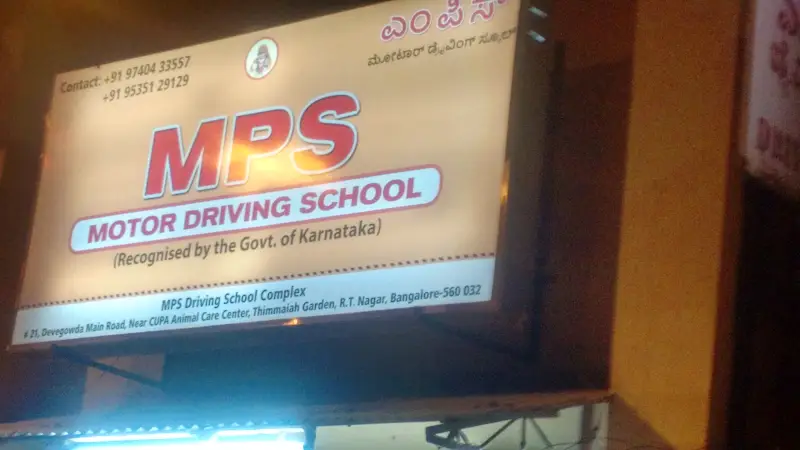 Contact: +91 97404 33557
+91 95351 29129
ಎಂಪಿಸ್
ಮೋಟಾರ್ ಡ್ರೈವಿಂಗ್ ಸ್ಕೂಲ್
MPS
MOTOR DRIVING SCHOOL
(Recognised by the Govt. of Karnataka)
MPS Driving School Complex
# 21, Devegowda Main Road, Near CUPA Animal Care Center, Thimmaiah Garden, R.T. Nagar, Bangalore-560 032